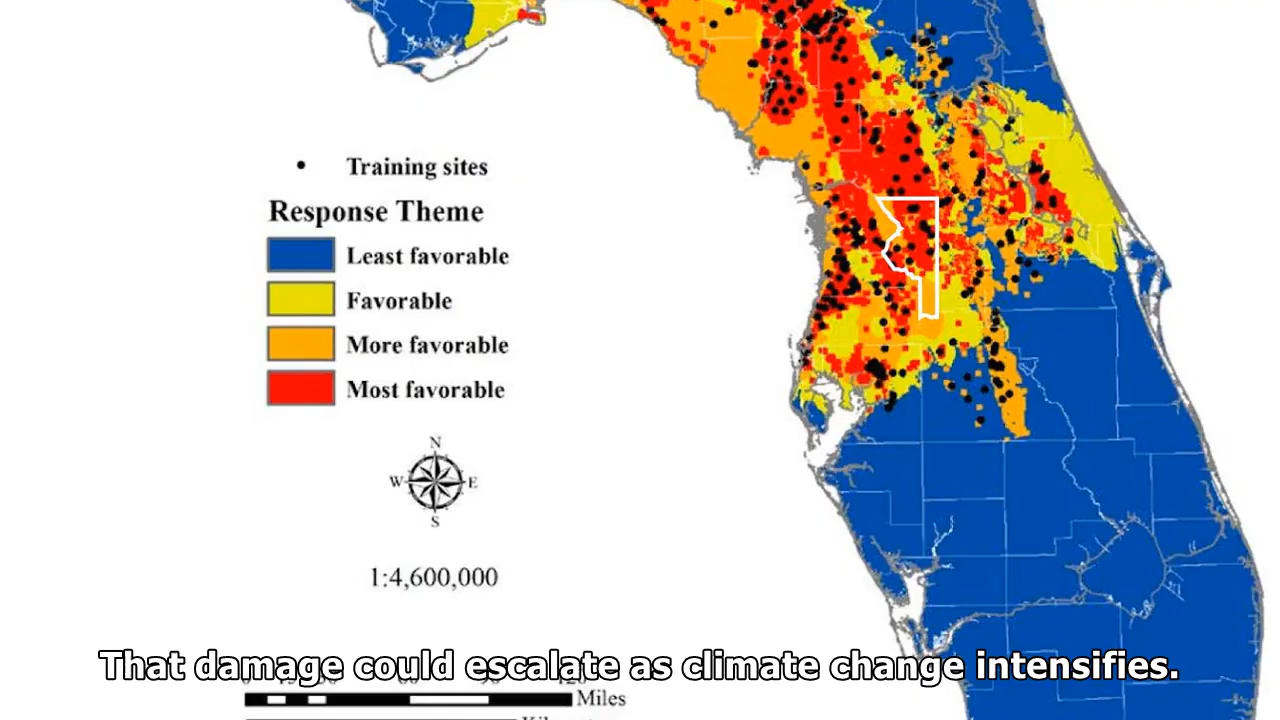 Training sites
Response Theme
Least favorable
Favorable
More favorable
Most favorable
N
W E
S
1:4,600,000
That damage could escalate as climate change intensifies.
Miles